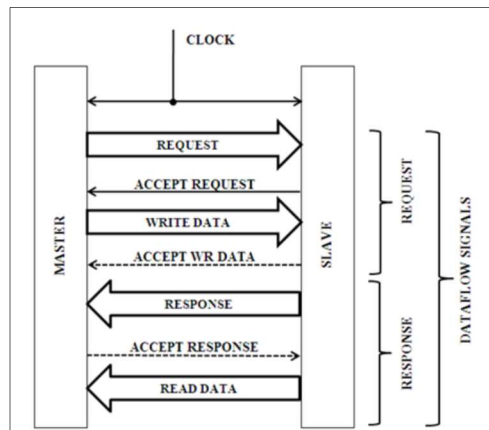 CLOCK
REQUEST
ACCEPT REQUEST
WRITE DATA
ACCEPT WR DATA
RESPONSE
ACCEPT RESPONSE
READ DATA
MASTER
SLAVE
REQUEST
RESPONSE
DATAFLOW SIGNALS